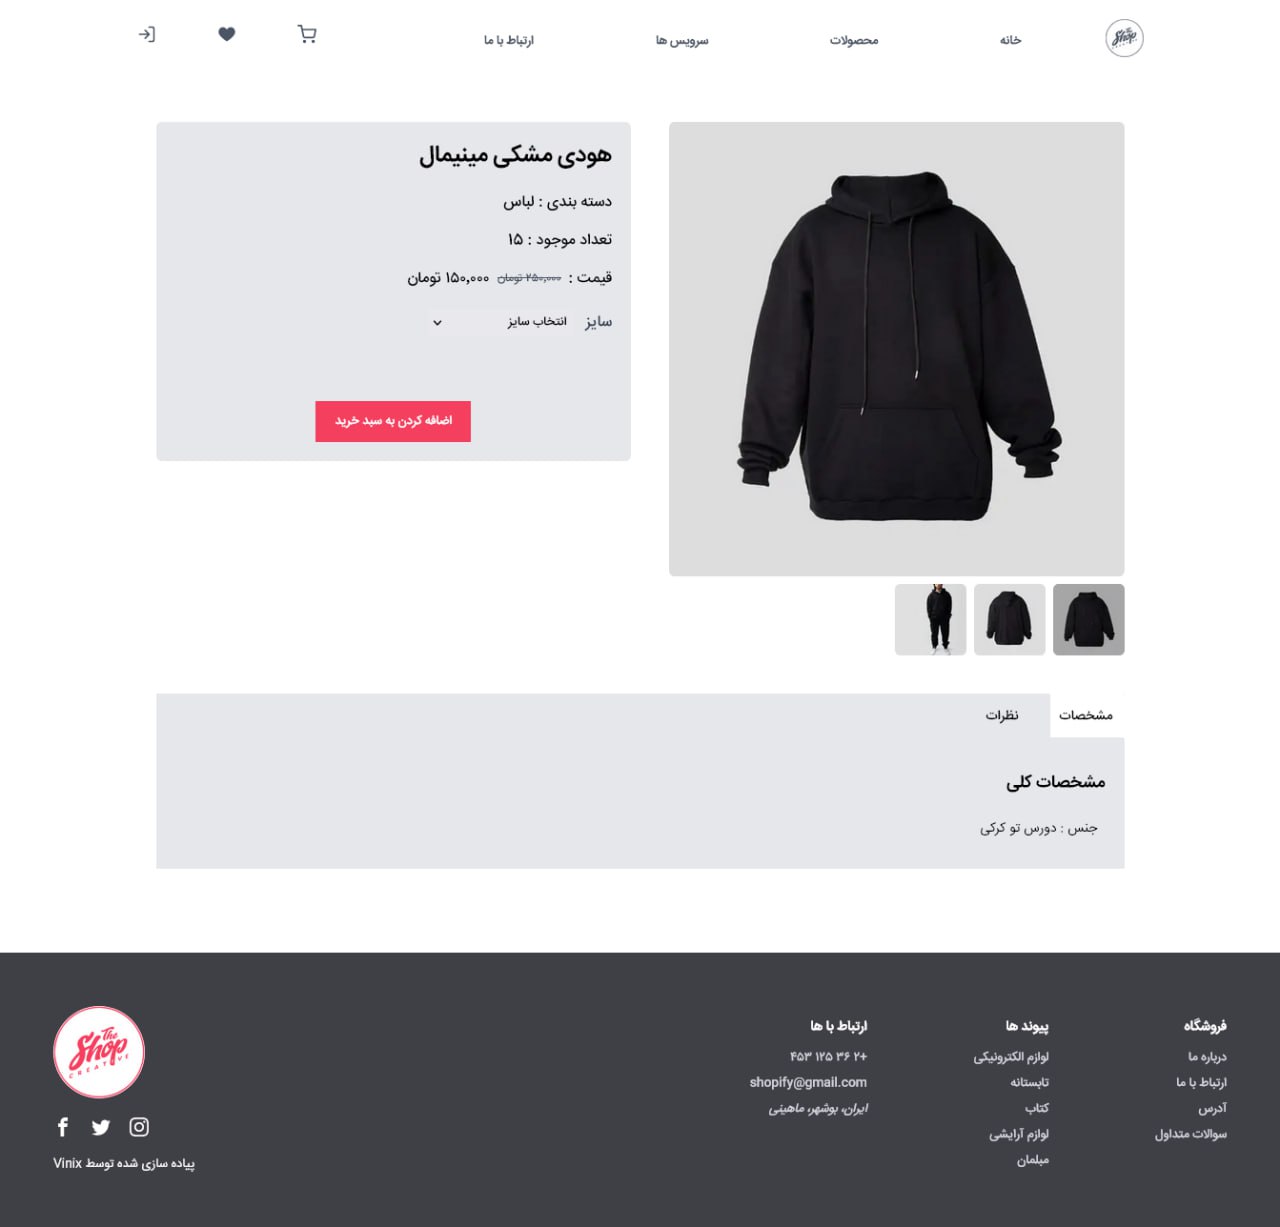 The Shop CREATIVE
خانه
محصولات
سرویس ها
ارتباط با ما
هودی مشکی مینیمال
دسته بندی : لباس
تعداد موجود : ۱۵
قیمت : ۲۵۰,۰۰۰ تومان ۱۵۰,۰۰۰ تومان
سایز انتخاب سایز
اضافه کردن به سبد خرید
مشخصات
نظرات
مشخصات کلی
جنس : دورس تو کرکی
فروشگاه
درباره ما
ارتباط با ما
آدرس
سوالات متداول
پیوند ها
لوازم الکترونیکی
تابستانه
کتاب
لوازم آرایشی
مبلمان
ارتباط با ها
+۲ ۳۶ ۱۲۵ ۴۵۳
shopify@gmail.com
ایران، بوشهر، ماهینی
The Shop CREATIVE
پیاده سازی شده توسط Vinix